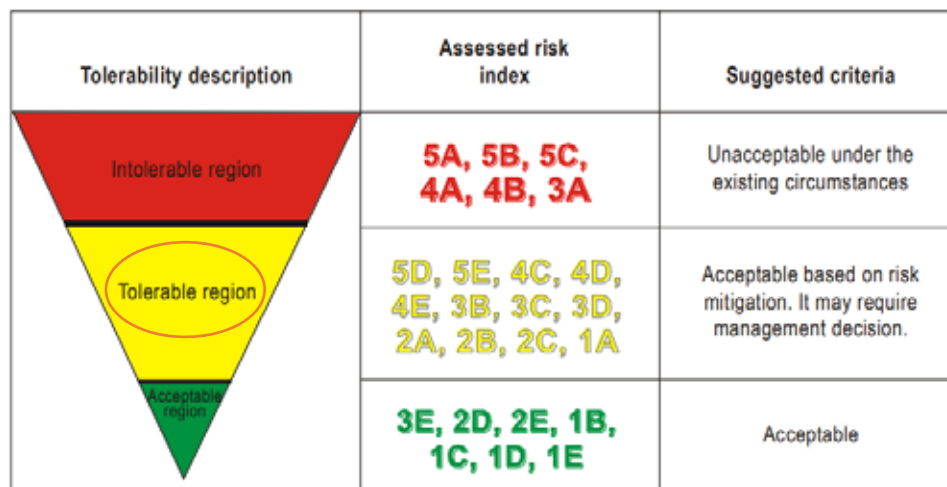 Tolerability description
Assessed risk
index
Suggested criteria
Intolerable region
5A, 5B, 5C,
4A, 4B, 3A
Unacceptable under the
existing circumstances
Tolerable region
5D, 5E, 4C, 4D,
4E, 3B, 3C, 3D,
2A, 2B, 2C, 1A
Acceptable based on risk
mitigation. It may require
management decision.
Acceptable
region
3E, 2D, 2E, 1B,
1C, 1D, 1E
Acceptable